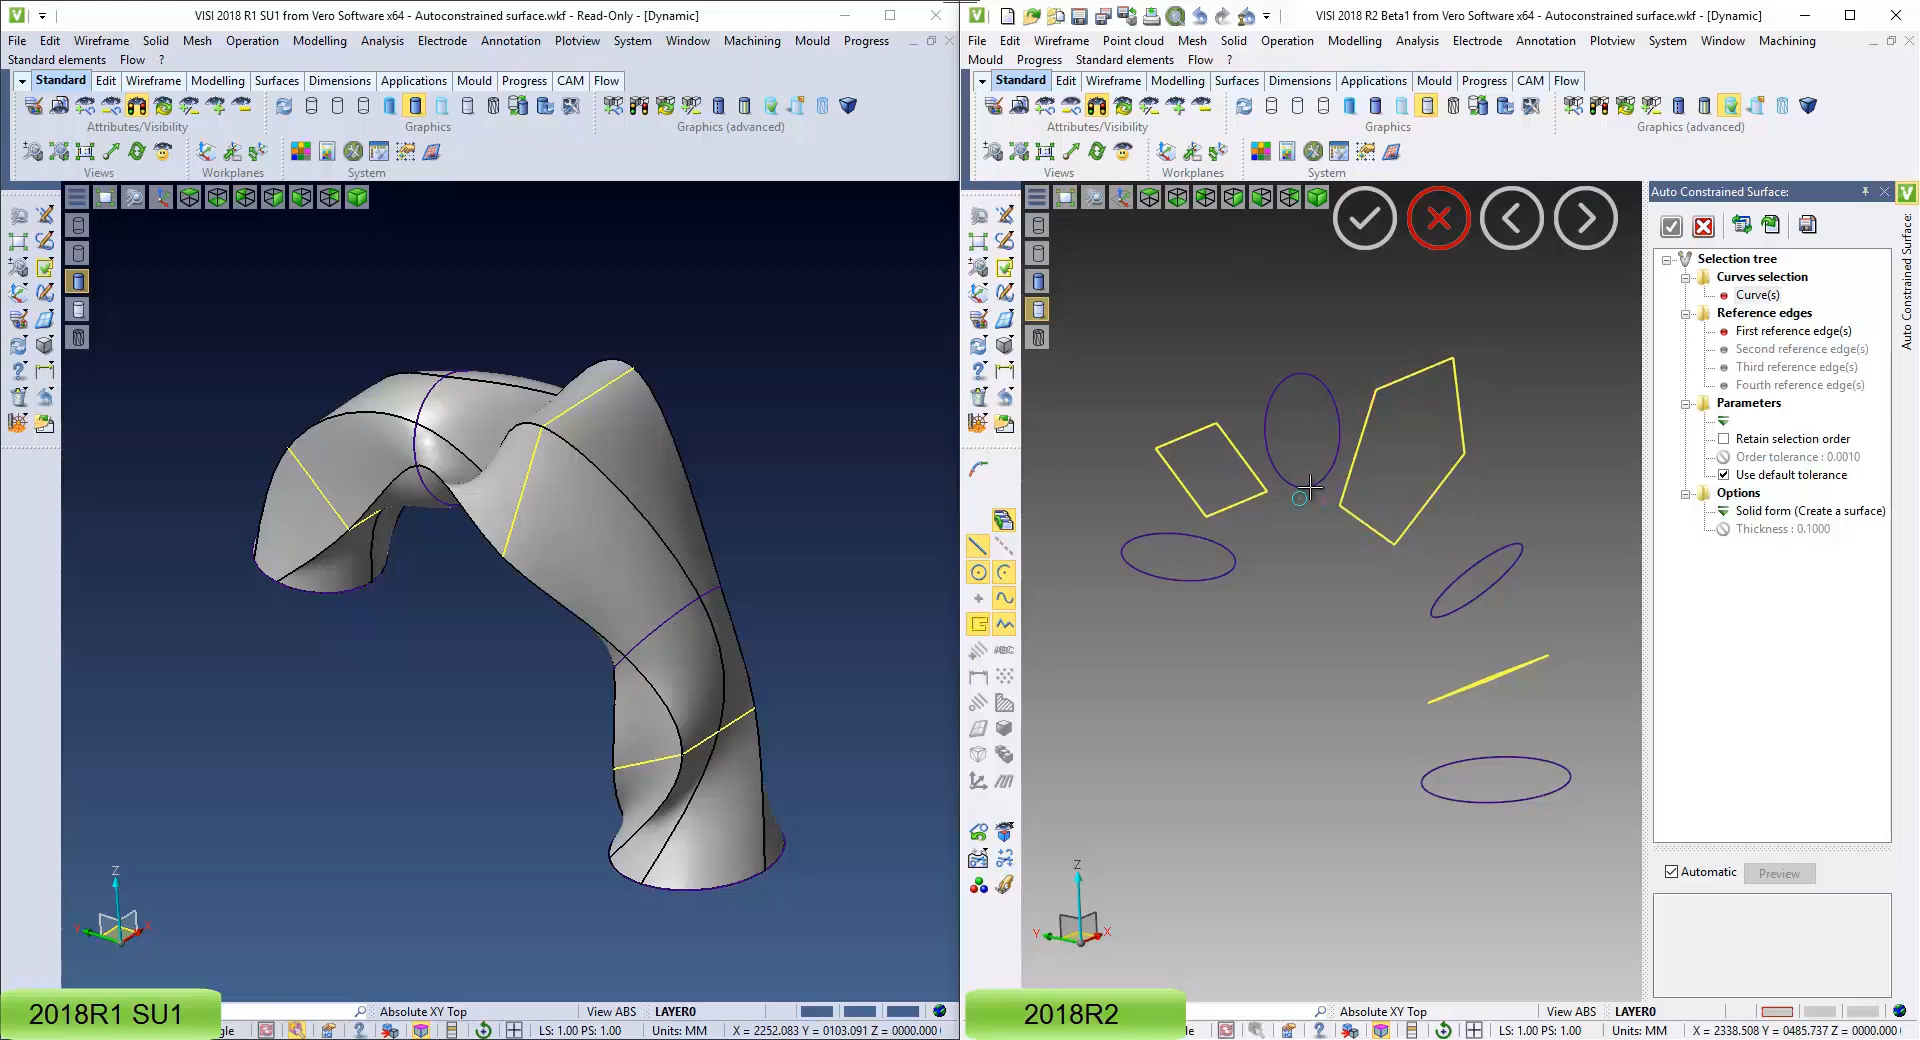 VISI 2018 R1 SU1 from Vero Software x64 - Autoconstrained surface.wkf - Read-Only - [Dynamic]
File Edit Wireframe Solid Mesh Operation Modelling Analysis Electrode Annotation Plotview System Window Machining Mould Progress
Standard elements Flow ?
Standard Edit Wireframe Modelling Surfaces Dimensions Applications Mould Progress CAM Flow
Attributes/Visibility Graphics Graphics (advanced)
Views Workplanes System
Z
Y X
2018R1 SU1
Absolute XY Top View ABS LAYER0
gle LS: 1.00 PS: 1.00 Units: MM X = 2252.083 Y = 0103.091 Z = 0000.000
VISI 2018 R2 Beta1 from Vero Software x64 - Autoconstrained surface.wkf - [Dynamic]
File Edit Wireframe Point cloud Mesh Solid Operation Modelling Analysis Electrode Annotation Plotview System Window Machining
Mould Progress Standard elements Flow ?
Standard Edit Wireframe Modelling Surfaces Dimensions Applications Mould Progress CAM Flow
Attributes/Visibility Graphics Graphics (advanced)
Views Workplanes System
Auto Constrained Surface:
Auto Constrained Surface:
Selection tree
Curves selection
Curve(s)
Reference edges
First reference edge(s)
Second reference edge(s)
Third reference edge(s)
Fourth reference edge(s)
Parameters
Retain selection order
Order tolerance : 0.0010
Use default tolerance
Options
Solid form (Create a surface)
Thickness : 0.1000
ABC
Automatic Preview
Z
Y X
2018R2
Absolute XY Top View ABS LAYER0
le LS: 1.00 PS: 1.00 Units: MM X = 2338.508 Y = 0485.737 Z = 0000.000